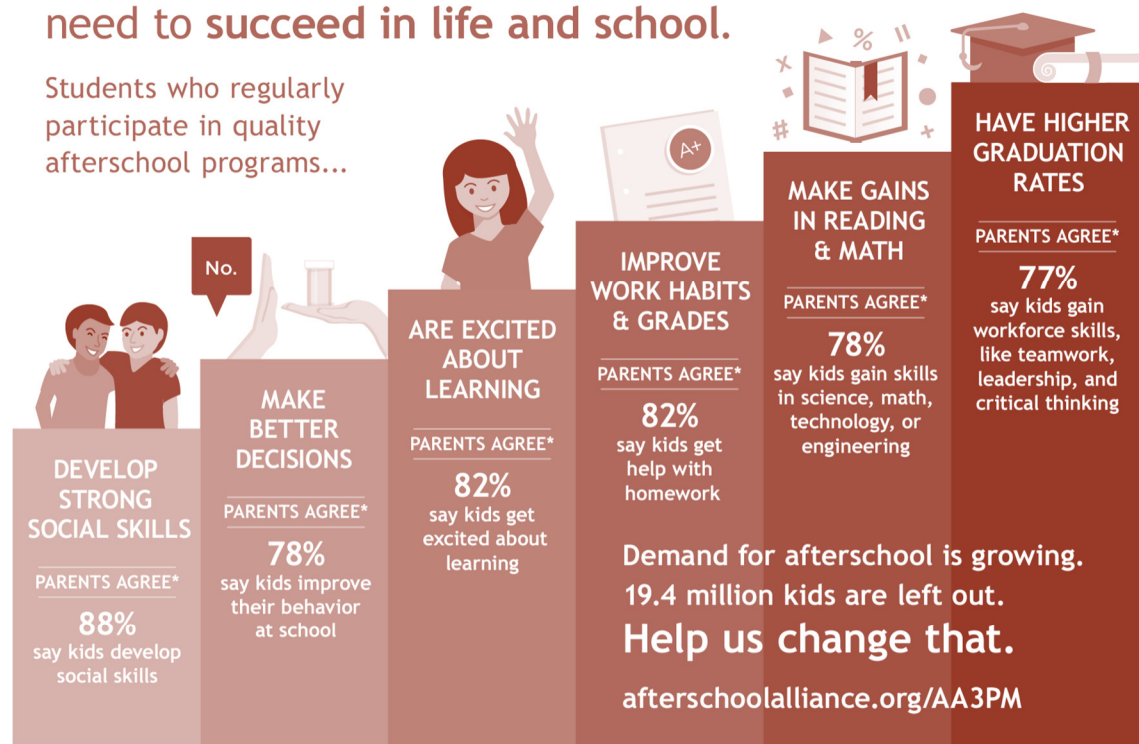 need to succeed in life and school.
Students who regularly
participate in quality
afterschool programs...
No.
DEVELOP
STRONG
SOCIAL SKILLS
PARENTS AGREE*
88%
say kids develop
social skills
MAKE
BETTER
DECISIONS
PARENTS AGREE*
78%
say kids improve
their behavior
at school
ARE EXCITED
ABOUT
LEARNING
PARENTS AGREE*
82%
say kids get
excited about
learning
A+
IMPROVE
WORK HABITS
& GRADES
PARENTS AGREE*
82%
say kids get
help with
homework
% 
#
MAKE GAINS
IN READING
& MATH
PARENTS AGREE*
78%
say kids gain skills
in science, math,
technology, or
engineering
HAVE HIGHER
GRADUATION
RATES
PARENTS AGREE*
77%
say kids gain
workforce skills,
like teamwork,
leadership, and
critical thinking
Demand for afterschool is growing.
19.4 million kids are left out.
Help us change that.
afterschoolalliance.org/AA3PM